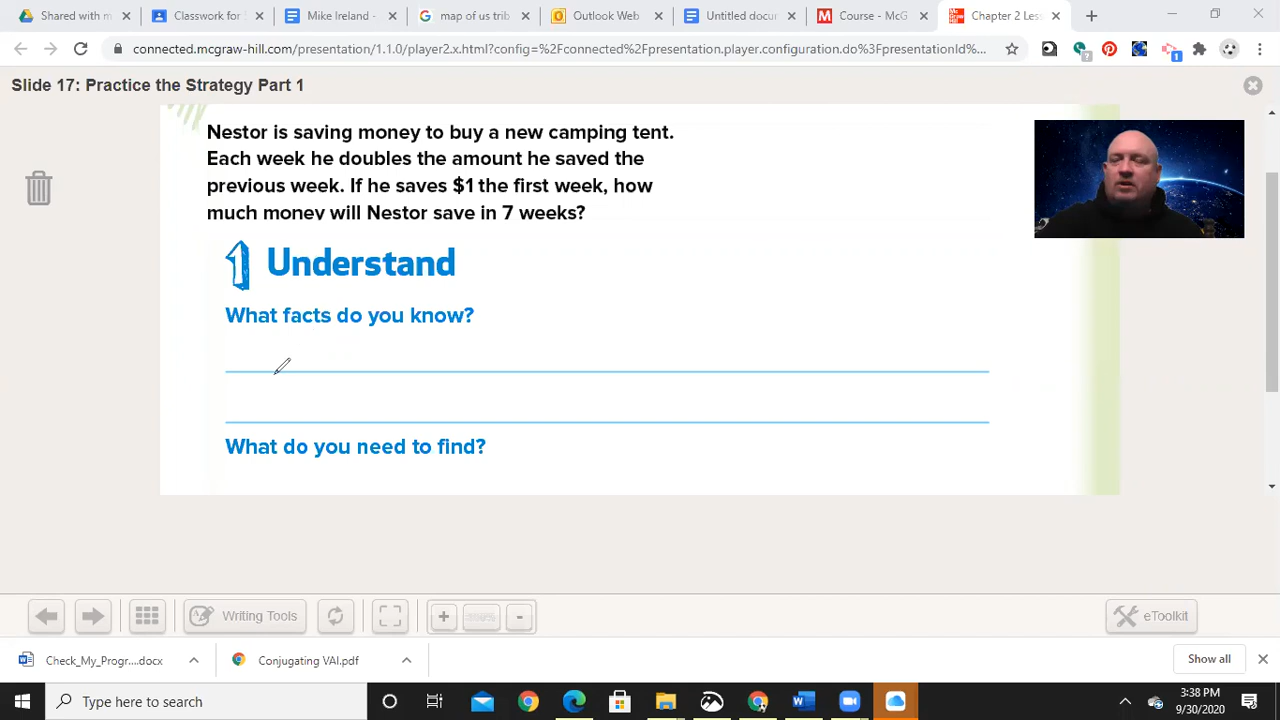 Shared with m
Classwork for
Mike Ireland -
map of us trib
Outlook Web
Untitled docur
Course - McG
Chapter 2 Less
connected.mcgraw-hill.com/presentation/1.1.0/player2.x.html?config=%2Fconnected%2Fpresentation.player.configuration.do%3FpresentationId%...
Slide 17: Practice the Strategy Part 1
Nestor is saving money to buy a new camping tent.
Each week he doubles the amount he saved the
previous week. If he saves $1 the first week, how
much money will Nestor save in 7 weeks?
1 Understand
What facts do you know?
What do you need to find?
Writing Tools
+
-
eToolkit
Check_My_Progr....docx
Conjugating VAI.pdf
Show all
Type here to search
3:38 PM
9/30/2020